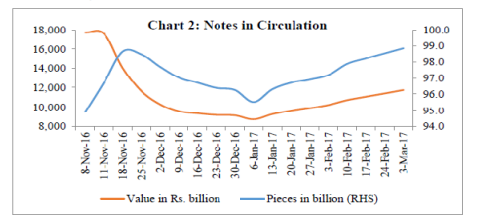 Chart 2: Notes in Circulation
18,000
16,000
14,000
12,000
10,000
8,000
100.0
99.0
98.0
97.0
96.0
95.0
94.0
8-Nov-16
11-Nov-16
18-Nov-16
25-Nov-16
2-Dec-16
9-Dec-16
16-Dec-16
23-Dec-16
30-Dec-16
6-Jan-17
13-Jan-17
20-Jan-17
27-Jan-17
3-Feb-17
10-Feb-17
17-Feb-17
24-Feb-17
3-Mar-17
Value in Rs. billion
Pieces in billion (RHS)